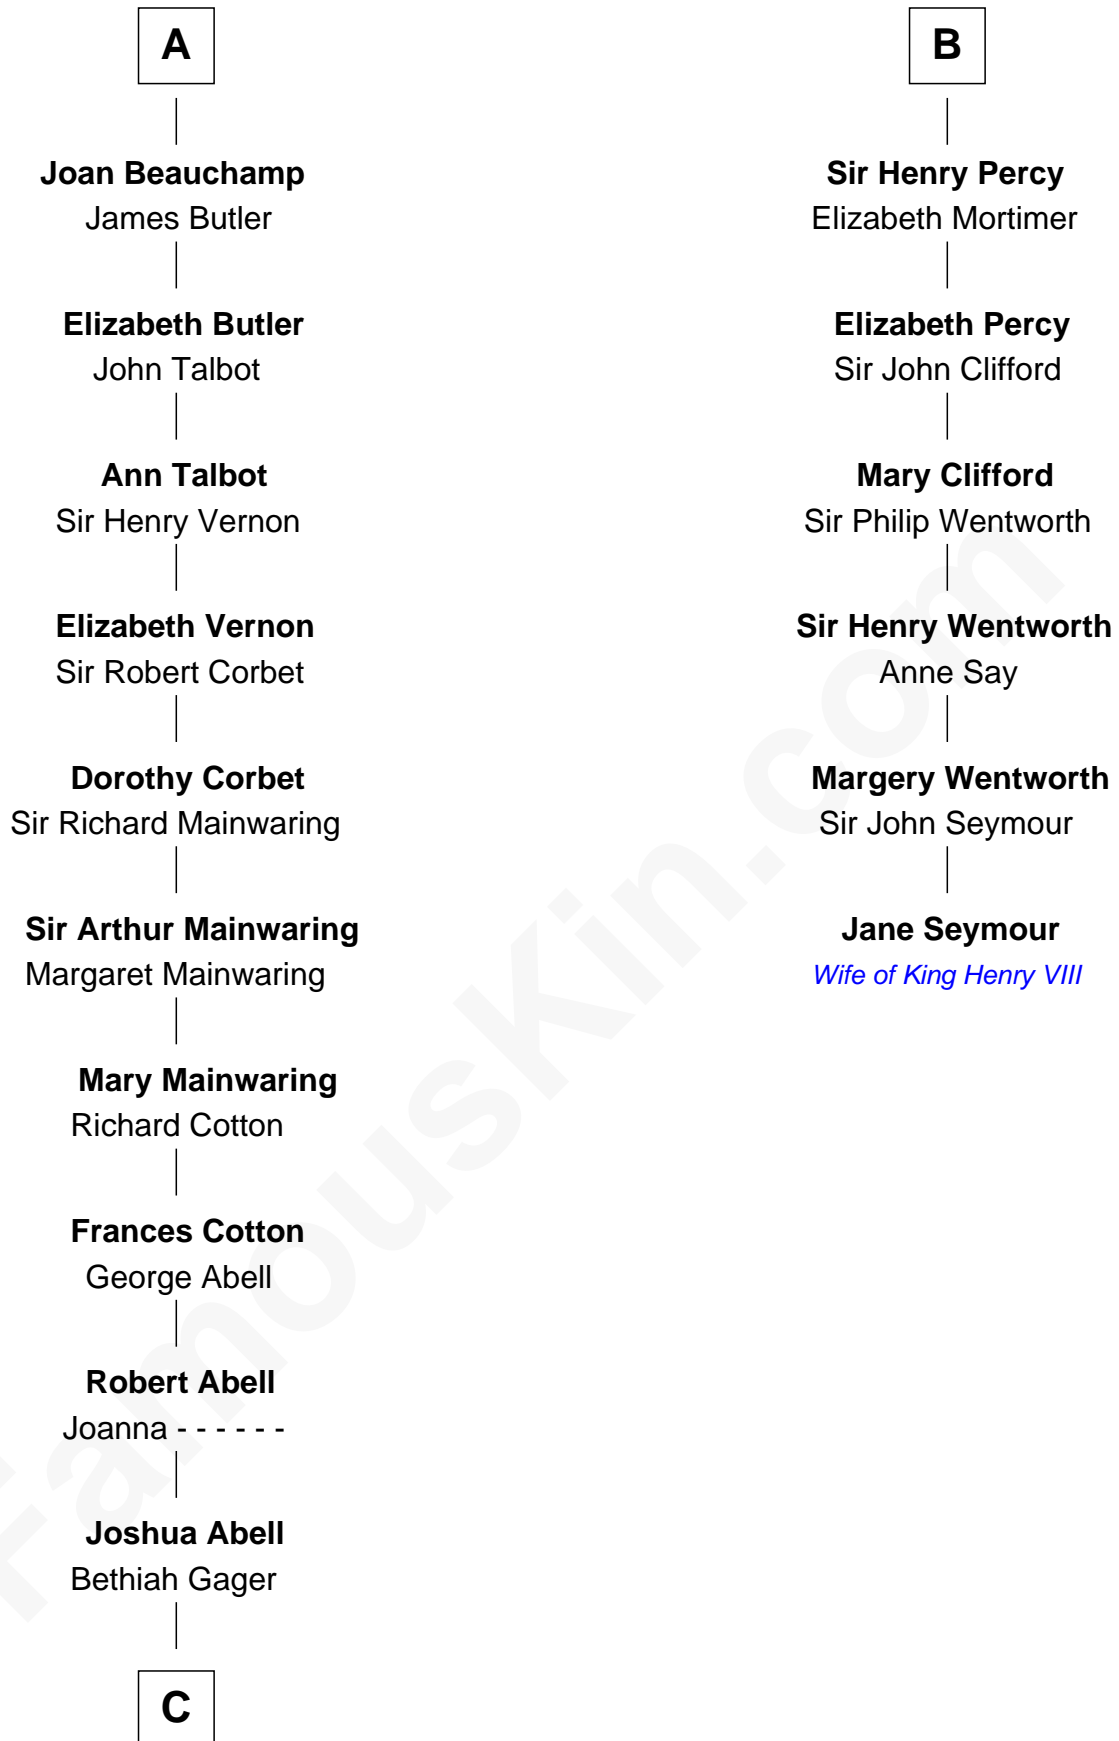 A
Joan Beauchamp
James Butler
Elizabeth Butler
John Talbot
Ann Talbot
Sir Henry Vernon
Elizabeth Vernon
Sir Robert Corbet
Dorothy Corbet
Sir Richard Mainwaring
Sir Arthur Mainwaring
Margaret Mainwaring
Mary Mainwaring
Richard Cotton
Frances Cotton
George Abell
Robert Abell
Joanna - - - - - -
Joshua Abell
Bethiah Gager
C
B
Sir Henry Percy
Elizabeth Mortimer
Elizabeth Percy
Sir John Clifford
Mary Clifford
Sir Philip Wentworth
Sir Henry Wentworth
Anne Say
Margery Wentworth
Sir John Seymour
Jane Seymour
Wife of King Henry VIII
FamousKin.com